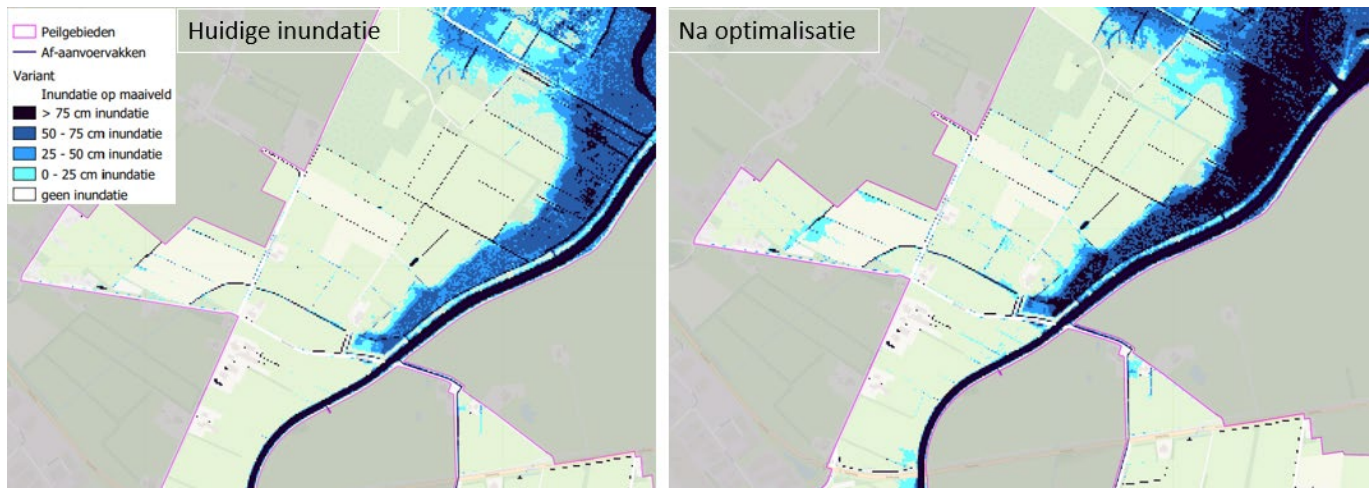 Huidige inundatie
Na optimalisatie
Peilgebieden
Af-aanvoervakken
Variant
Inundatie op maaiveld
> 75 cm inundatie
50 - 75 cm inundatie
25 - 50 cm inundatie
0 - 25 cm inundatie
geen inundatie